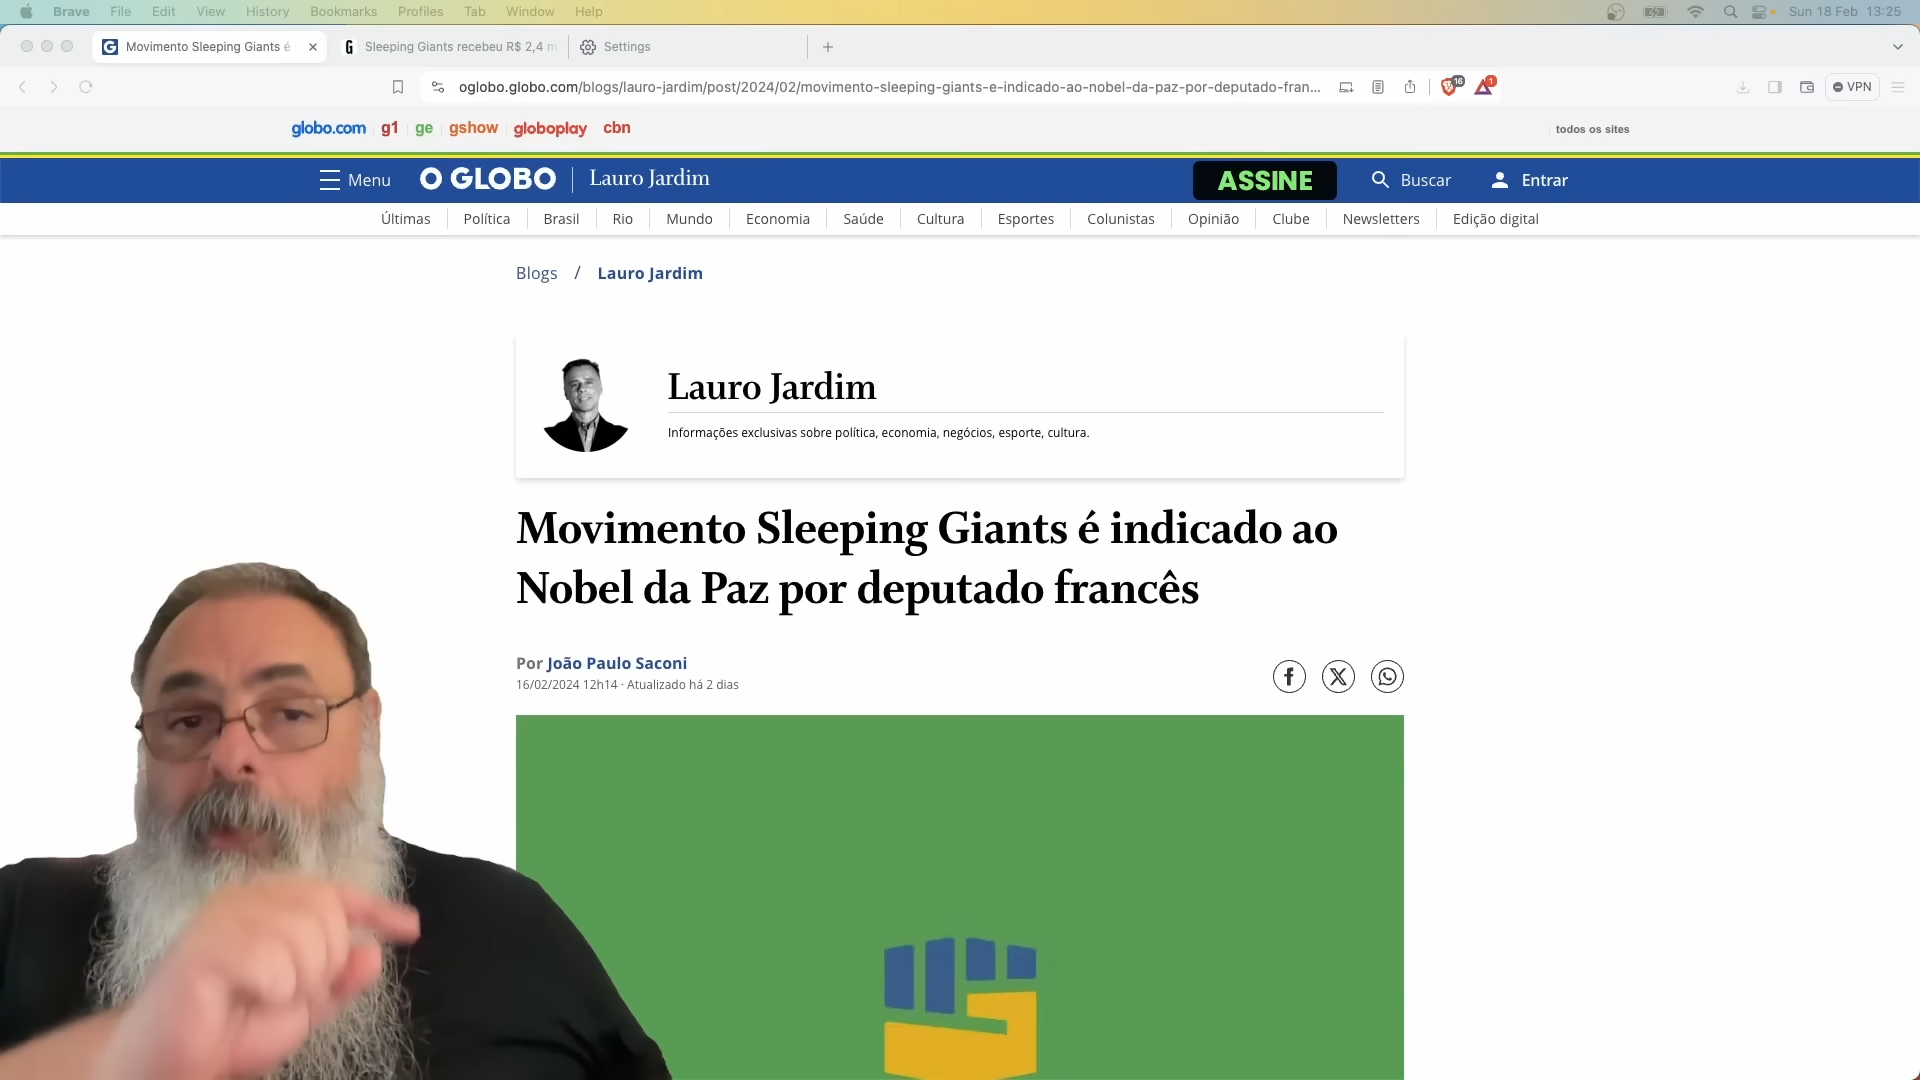 Brave File Edit View History Bookmarks Profiles Tab Window Help Sun 18 Feb 13:25
Movimento Sleeping Giants é
Sleeping Giants recebeu R$ 2,4 m
Settings
oglobo.globo.com/blogs/lauro-jardim/post/2024/02/movimento-sleeping-giants-e-indicado-ao-nobel-da-paz-por-deputado-fran... 16 1 VPN
globo.com g1 ge gshow globoplay cbn todos os sites
Menu O GLOBO Lauro Jardim ASSINE Buscar Entrar
Últimas Política Brasil Rio Mundo Economia Saúde Cultura Esportes Colunistas Opinião Clube Newsletters Edição digital
Blogs / Lauro Jardim
Lauro Jardim
Informações exclusivas sobre política, economia, negócios, esporte, cultura.
Movimento Sleeping Giants é indicado ao
Nobel da Paz por deputado francês
Por João Paulo Saconi
16/02/2024 12h14 · Atualizado há 2 dias